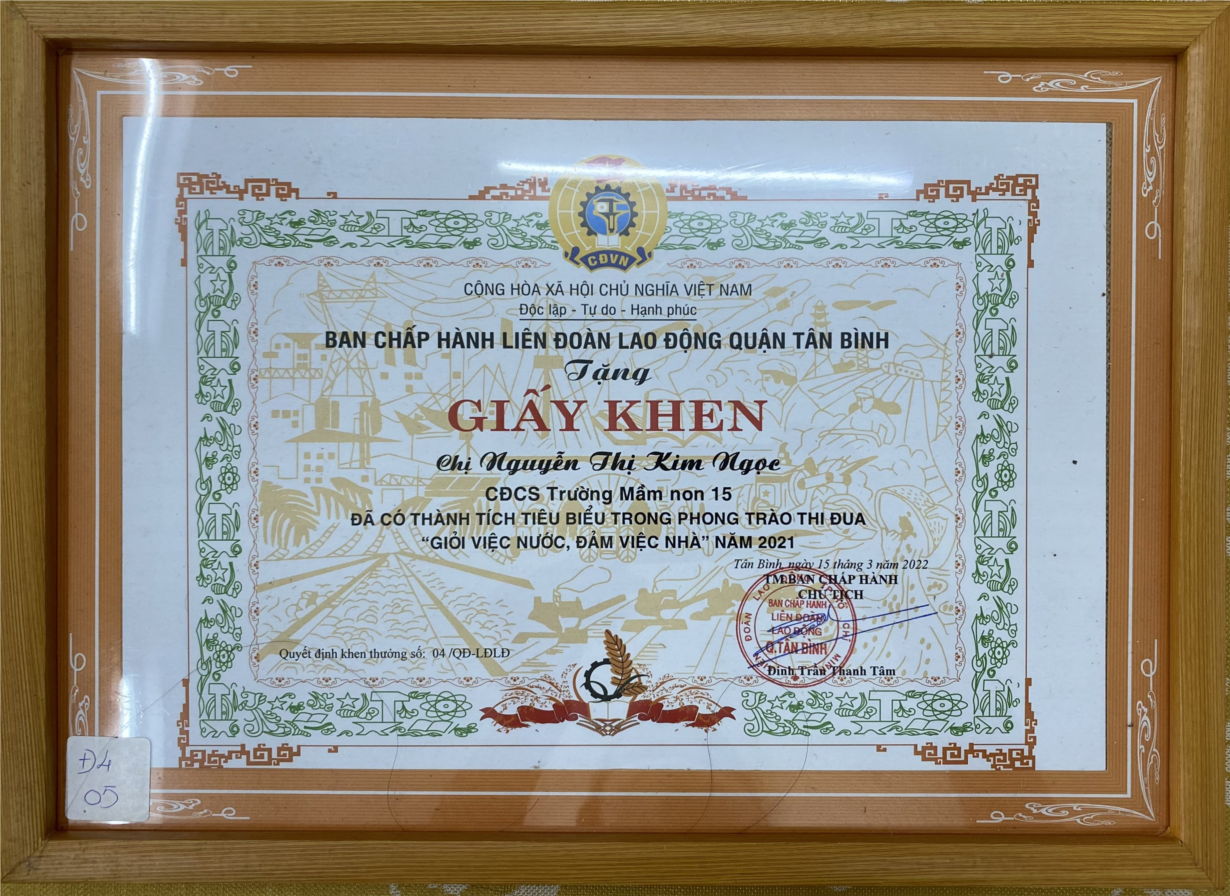 CĐVN
CỘNG HÒA XÃ HỘI CHỦ NGHĨA VIỆT NAM
Độc lập - Tự do - Hạnh phúc
BAN CHẤP HÀNH LIÊN ĐOÀN LAO ĐỘNG QUẬN TÂN BÌNH
Tặng
GIẤY KHEN
Chị Nguyễn Thị Kim Ngọc
CĐCS Trường Mầm non 15
ĐÃ CÓ THÀNH TÍCH TIÊU BIỂU TRONG PHONG TRÀO THI ĐUA
“GIỎI VIỆC NƯỚC, ĐẢM VIỆC NHÀ” NĂM 2021
Tân Bình, ngày 15 tháng 3 năm 2022
TM.BAN CHẤP HÀNH
CHỦ TỊCH
BAN CHẤP HÀNH
LIÊN ĐOÀN
LAO ĐỘNG
Q.TÂN BÌNH
Quyết định khen thưởng số: 04 /QĐ-LĐLĐ
Đinh Trần Thanh Tâm
Đ4
05